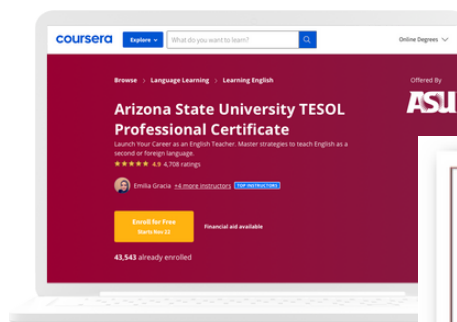 coursera
Explore
What do you want to learn?
Online Degrees
Browse > Language Learning > Learning English
Offered By
ASU
Arizona State University TESOL
Professional Certificate
Launch Your Career as an English Teacher. Master strategies to teach English as a
second or foreign language.
4.9 4,708 ratings
Emilia Gracia +4 more instructors TOP INSTRUCTORS
Enroll for Free
Starts Nov 22
Financial aid available
43,543 already enrolled